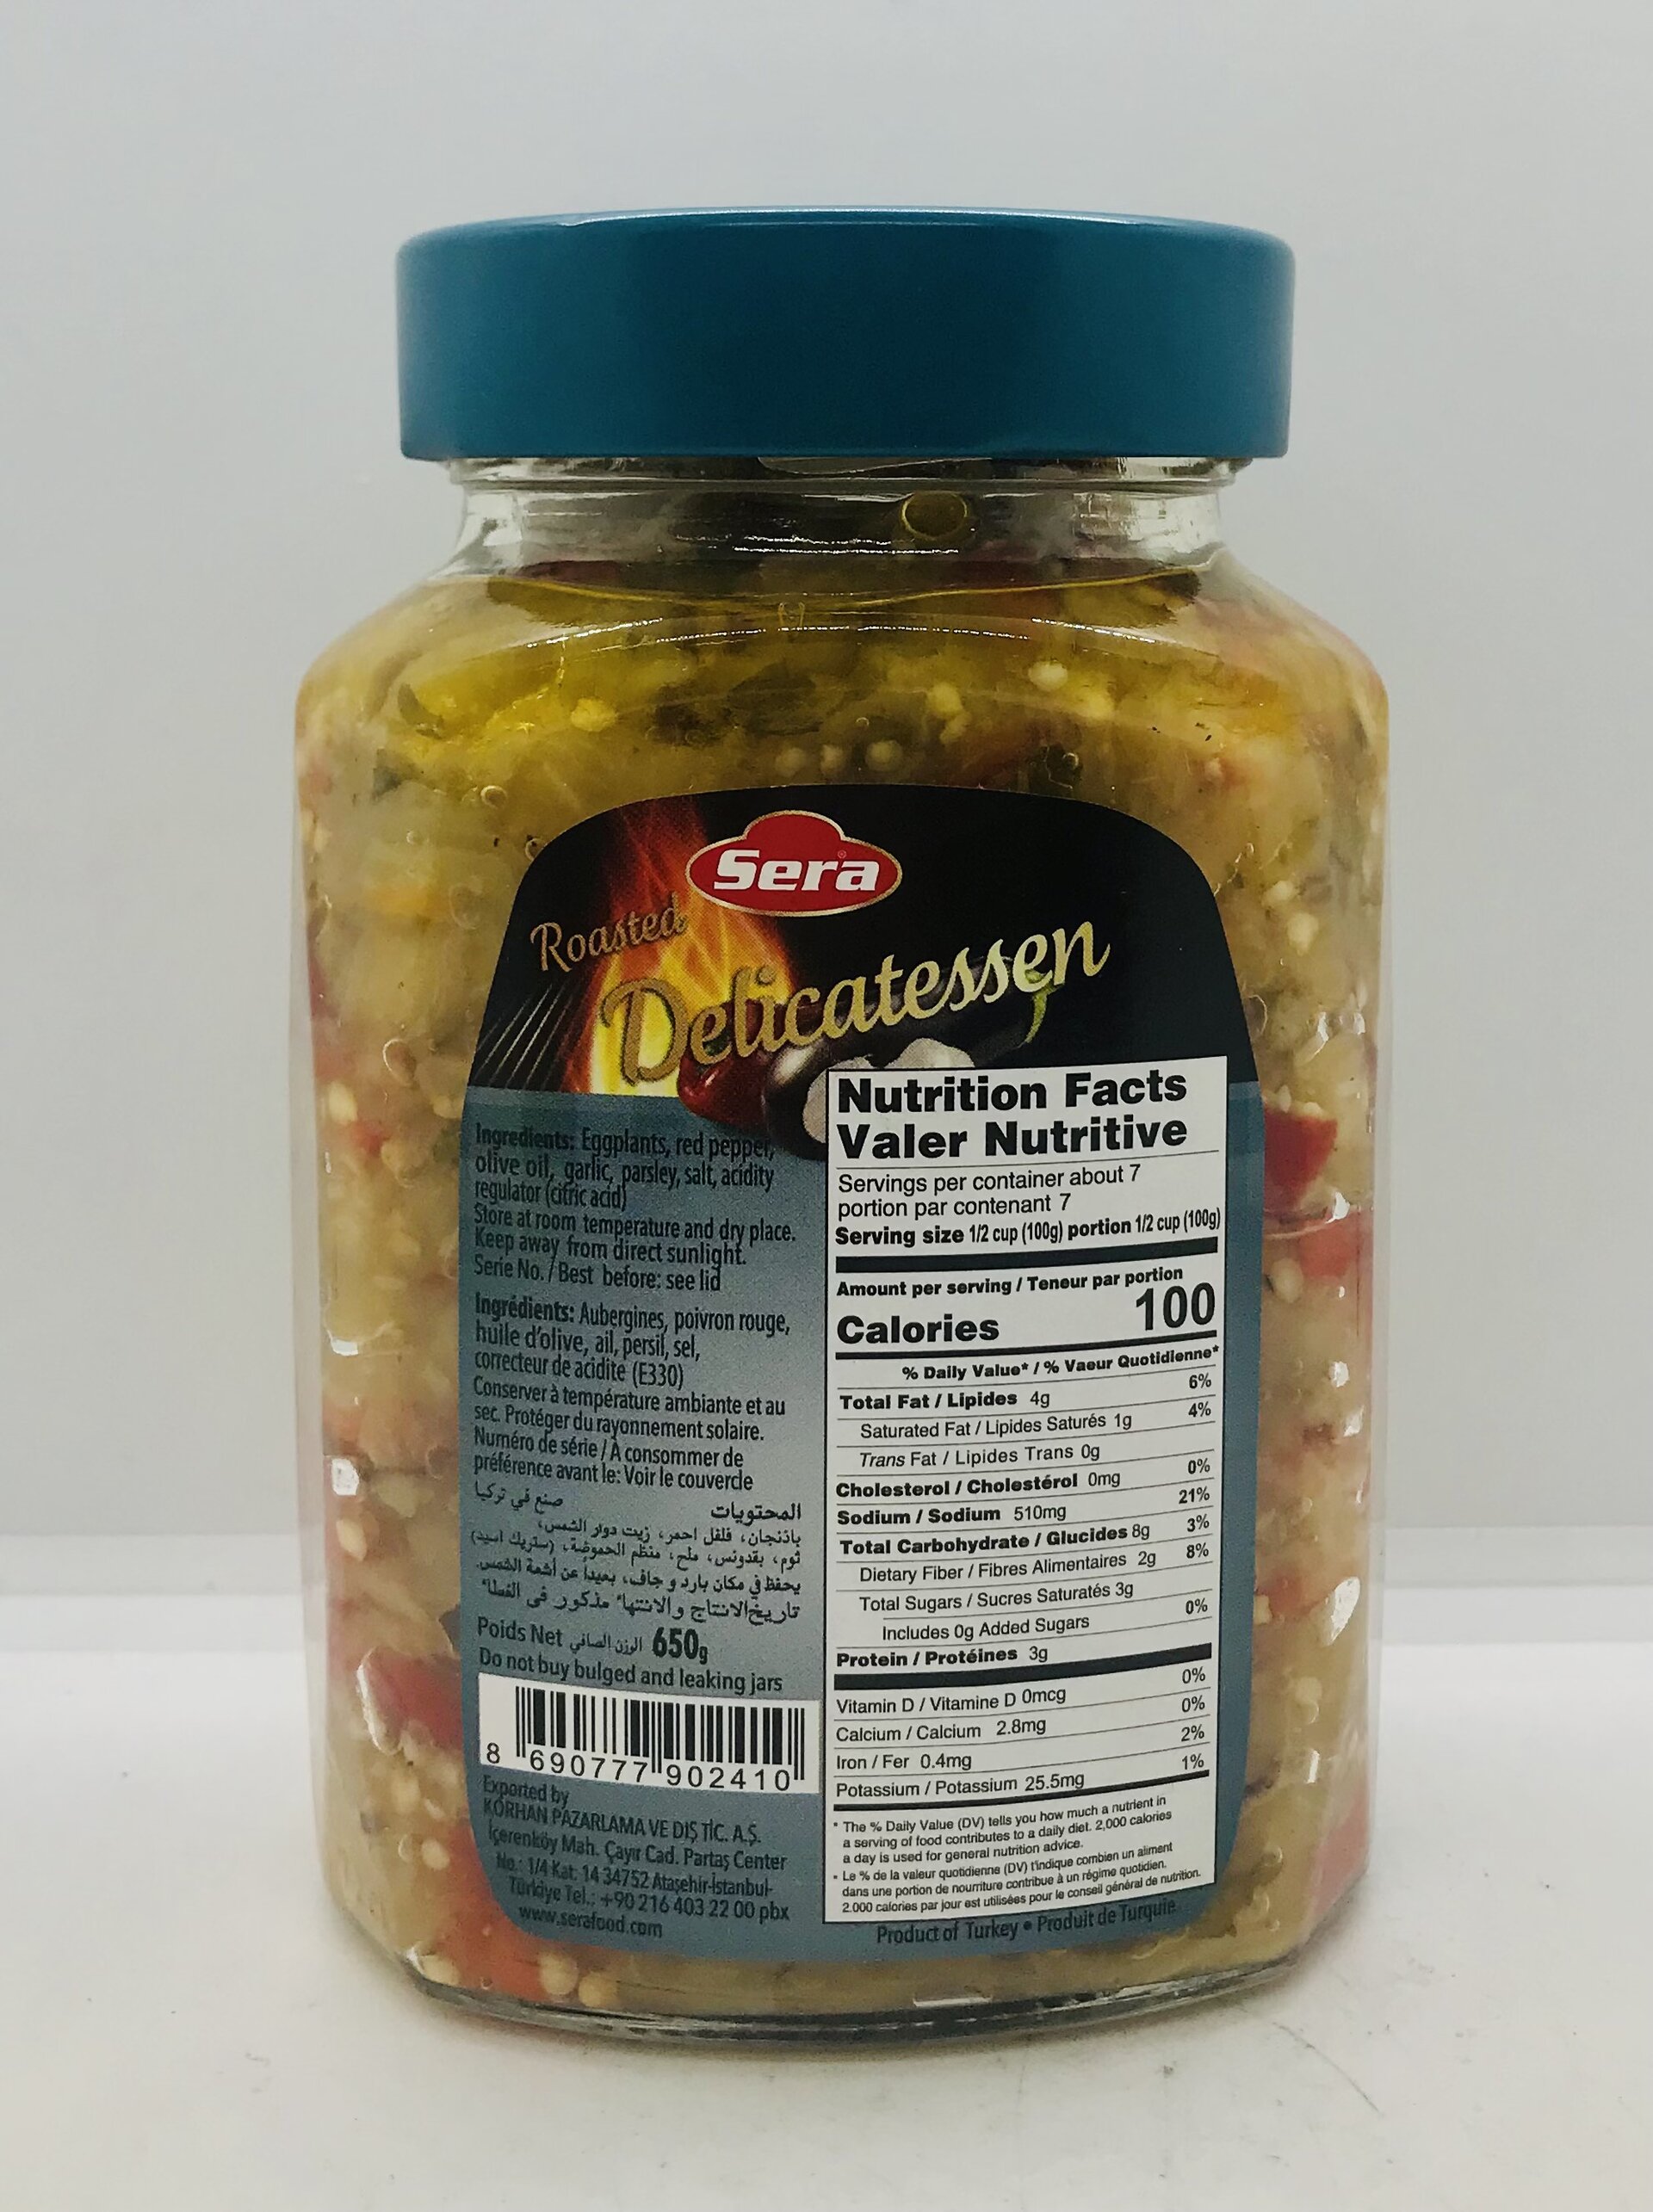 Sera
Roasted
Delicatessen
Ingredients: Eggplants, red pepper,
olive oil, garlic, parsley, salt, acidity
regulator (citric acid)
Store at room temperature and dry place.
Keep away from direct sunlight.
Serie No. / Best before: see lid
Ingrédients: Aubergines, poivron rouge,
huile d'olive, ail, persil, sel,
correcteur de acidite (E330)
Conserver à température ambiante et au
sec. Protéger du rayonnement solaire.
Numéro de série / À consommer de
préférence avant le: Voir le couvercle
المحتويات صنع في تركيا
باذنجان، فلفل احمر، زيت دوار الشمس،
ثوم، بقدونس، ملح، منظم الحموضة، (ستريك اسيد)
يحفظ في مكان بارد و جاف، بعيداً عن أشعة الشمس.
تاريخ الانتاج والانتهاء مذكور فى الغطاء
Poids Net الوزن الصافي 650g
Do not buy bulged and leaking jars
8 690777 902410
Exported by
KORHAN PAZARLAMA VE DIŞ TİC. A.Ş.
İçerenköy Mah. Çayır Cad. Partaş Center
No.: 1/4 Kat: 14 34752 Ataşehir-İstanbul-
Türkiye Tel.: +90 216 403 22 00 pbx
www.serafood.com
Nutrition Facts
Valer Nutritive
Servings per container about 7
portion par contenant 7
Serving size 1/2 cup (100g) portion 1/2 cup (100g)
Amount per serving / Teneur par portion
Calories 100
% Daily Value* / % Vaeur Quotidienne*
Total Fat / Lipides 4g 6%
Saturated Fat / Lipides Saturés 1g 4%
Trans Fat / Lipides Trans 0g
Cholesterol / Cholestérol 0mg 0%
Sodium / Sodium 510mg 21%
Total Carbohydrate / Glucides 8g 3%
Dietary Fiber / Fibres Alimentaires 2g 8%
Total Sugars / Sucres Saturatés 3g
Includes 0g Added Sugars 0%
Protein / Protéines 3g
Vitamin D / Vitamine D 0mcg 0%
Calcium / Calcium 2.8mg 0%
Iron / Fer 0.4mg 2%
Potassium / Potassium 25.5mg 1%
* The % Daily Value (DV) tells you how much a nutrient in
a serving of food contributes to a daily diet. 2,000 calories
a day is used for general nutrition advice.
* Le % de la valeur quotidienne (DV) t'indique combien un aliment
dans une portion de nourriture contribue à un régime quotidien.
2.000 calories par jour est utilisées pour le conseil général de nutrition.
Product of Turkey • Produit de Turquie